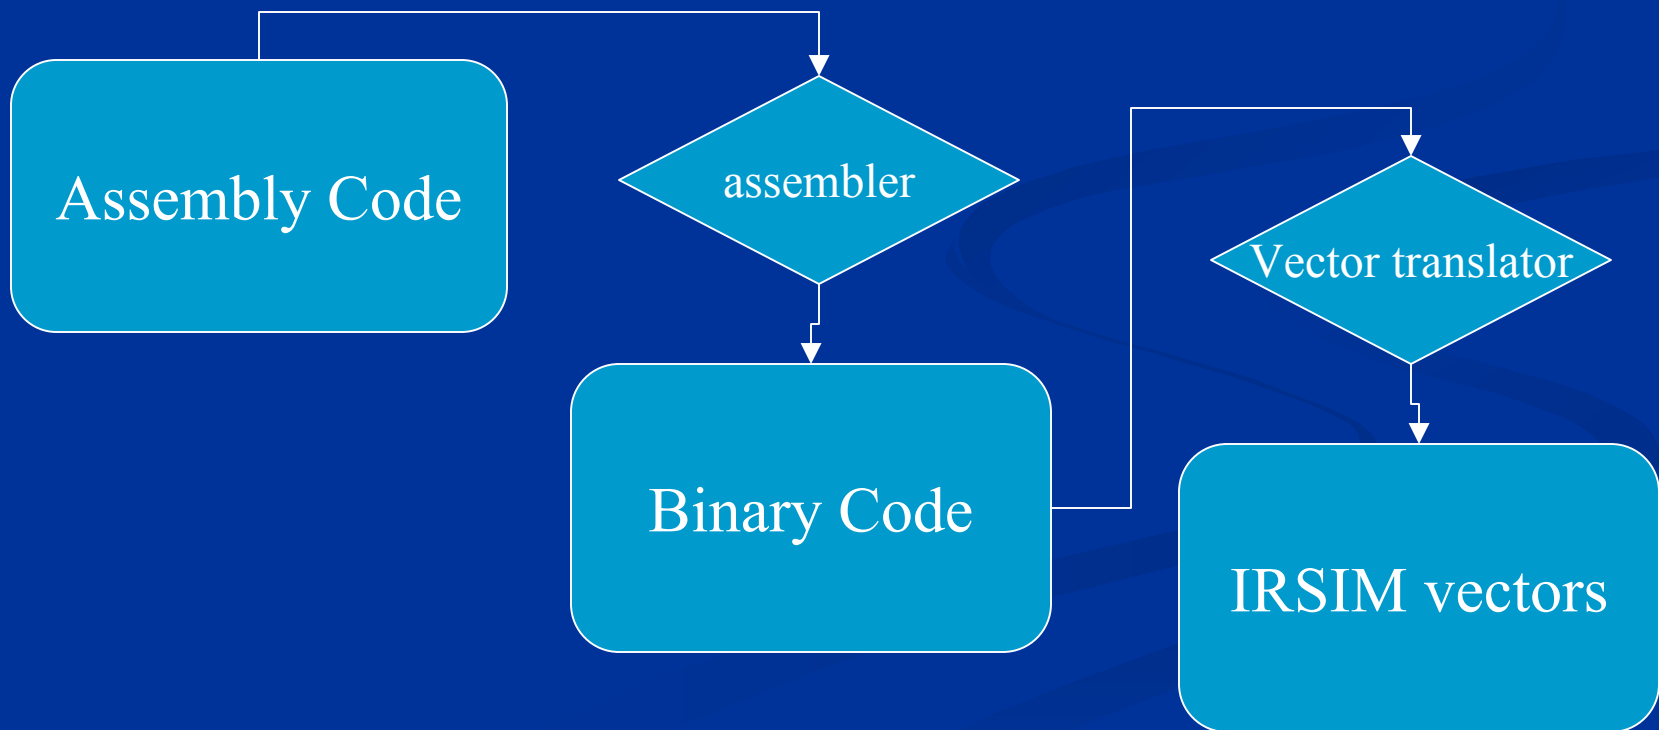 Assembly Code
assembler
Vector translator
Binary Code
IRSIM vectors